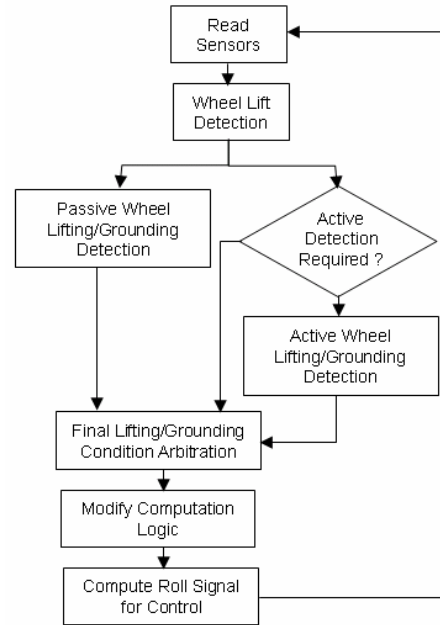 Read
Sensors
Wheel Lift
Detection
Passive Wheel
Lifting/Grounding
Detection
Active
Detection
Required ?
Active Wheel
Lifting/Grounding
Detection
Final Lifting/Grounding
Condition Arbitration
Modify Computation
Logic
Compute Roll Signal
for Control